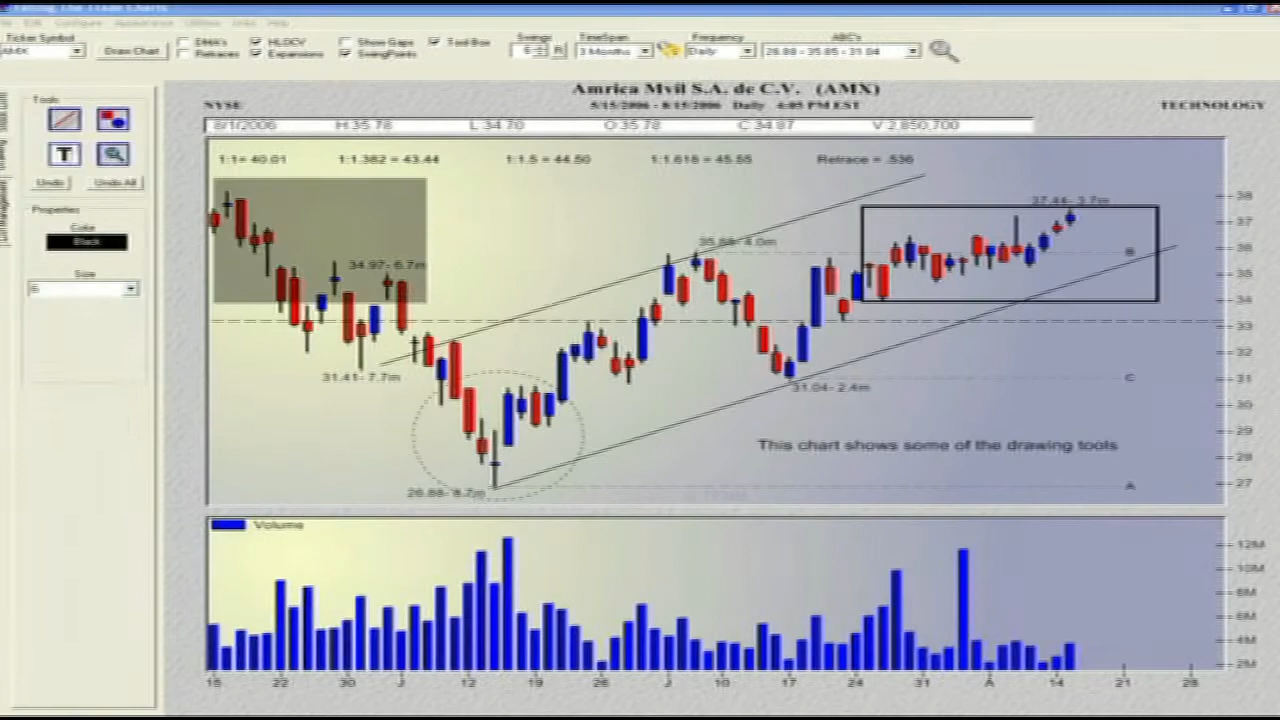 Ticker Symbol
AMX
Draw Chart
DMA's
Retraces
HLOCV
Expansions
Show Gaps
SwingPoints
Tool Box
Swings
6
R
TimeSpan
3 Months
Frequency
Daily
ABC's
26.88 - 35.85 - 31.04
Amrica Mvil S.A. de C.V. (AMX)
NYSE
5/15/2006 - 8/15/2006 Daily 4:05 PM EST
TECHNOLOGY
8/1/2006 H:35.78 L:34.70 O:35.78 C:34.87 V:2,850,700
1:1= 40.01 1:1.382 = 43.44 1:1.5 = 44.50 1:1.618 = 45.55 Retrace = .536
Tools
T
Undo
Undo All
Properties
Color
Black
Size
6
37.44- 3.7m
34.97- 6.7m
35.85- 4.0m
31.41- 7.7m
31.04- 2.4m
26.88- 8.7m
B
C
A
This chart shows some of the drawing tools
38
37
36
35
34
33
32
31
30
29
28
27
Volume
12M
10M
8M
6M
4M
2M
15 22 30 J 12 19 26 J 10 17 24 31 A 14 21 28